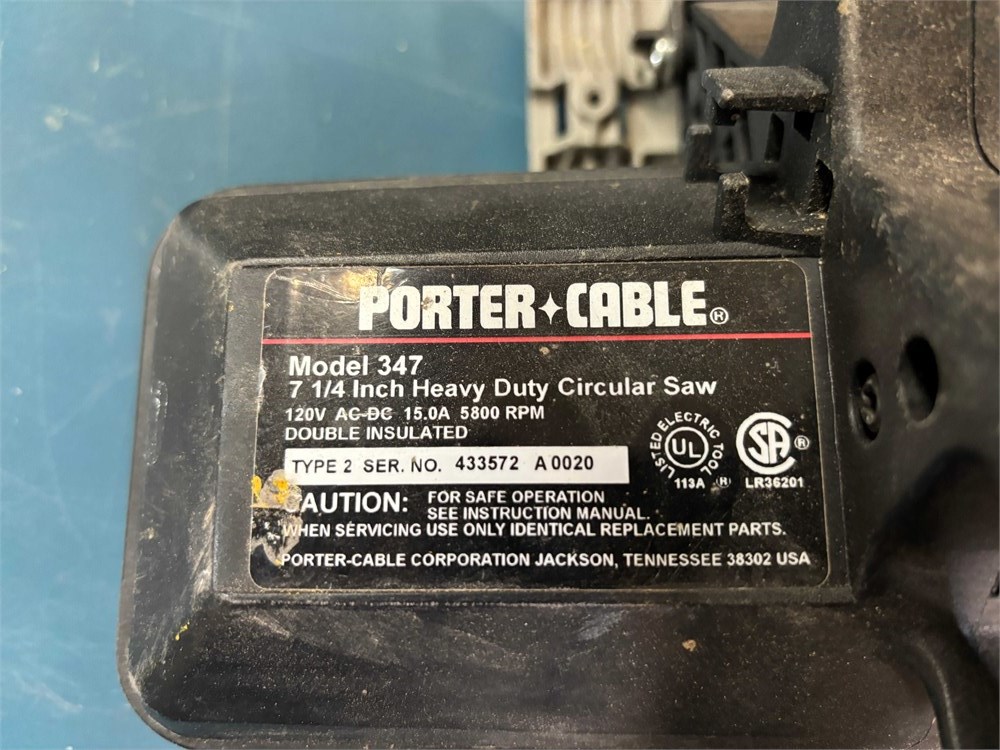 PORTER+CABLE®
Model 347
7 1/4 Inch Heavy Duty Circular Saw
120V AC-DC 15.0A 5800 RPM
DOUBLE INSULATED
TYPE 2 SER. NO. 433572 A0020
LISTED ELECTRIC TOOL
UL
113A ®
SA ®
LR36201
CAUTION: FOR SAFE OPERATION
SEE INSTRUCTION MANUAL.
WHEN SERVICING USE ONLY IDENTICAL REPLACEMENT PARTS.
PORTER-CABLE CORPORATION JACKSON, TENNESSEE 38302 USA